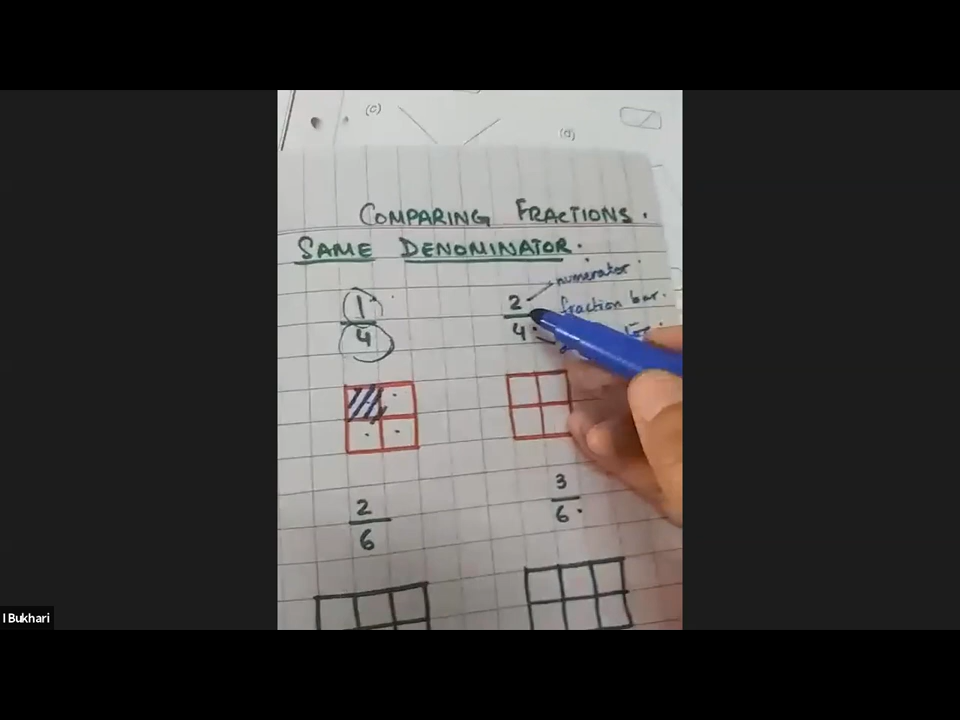 (c)
(d)
COMPARING FRACTIONS.
SAME DENOMINATOR.
numerator
1
4
2
4
fraction bar.
2
6
3
6
I Bukhari